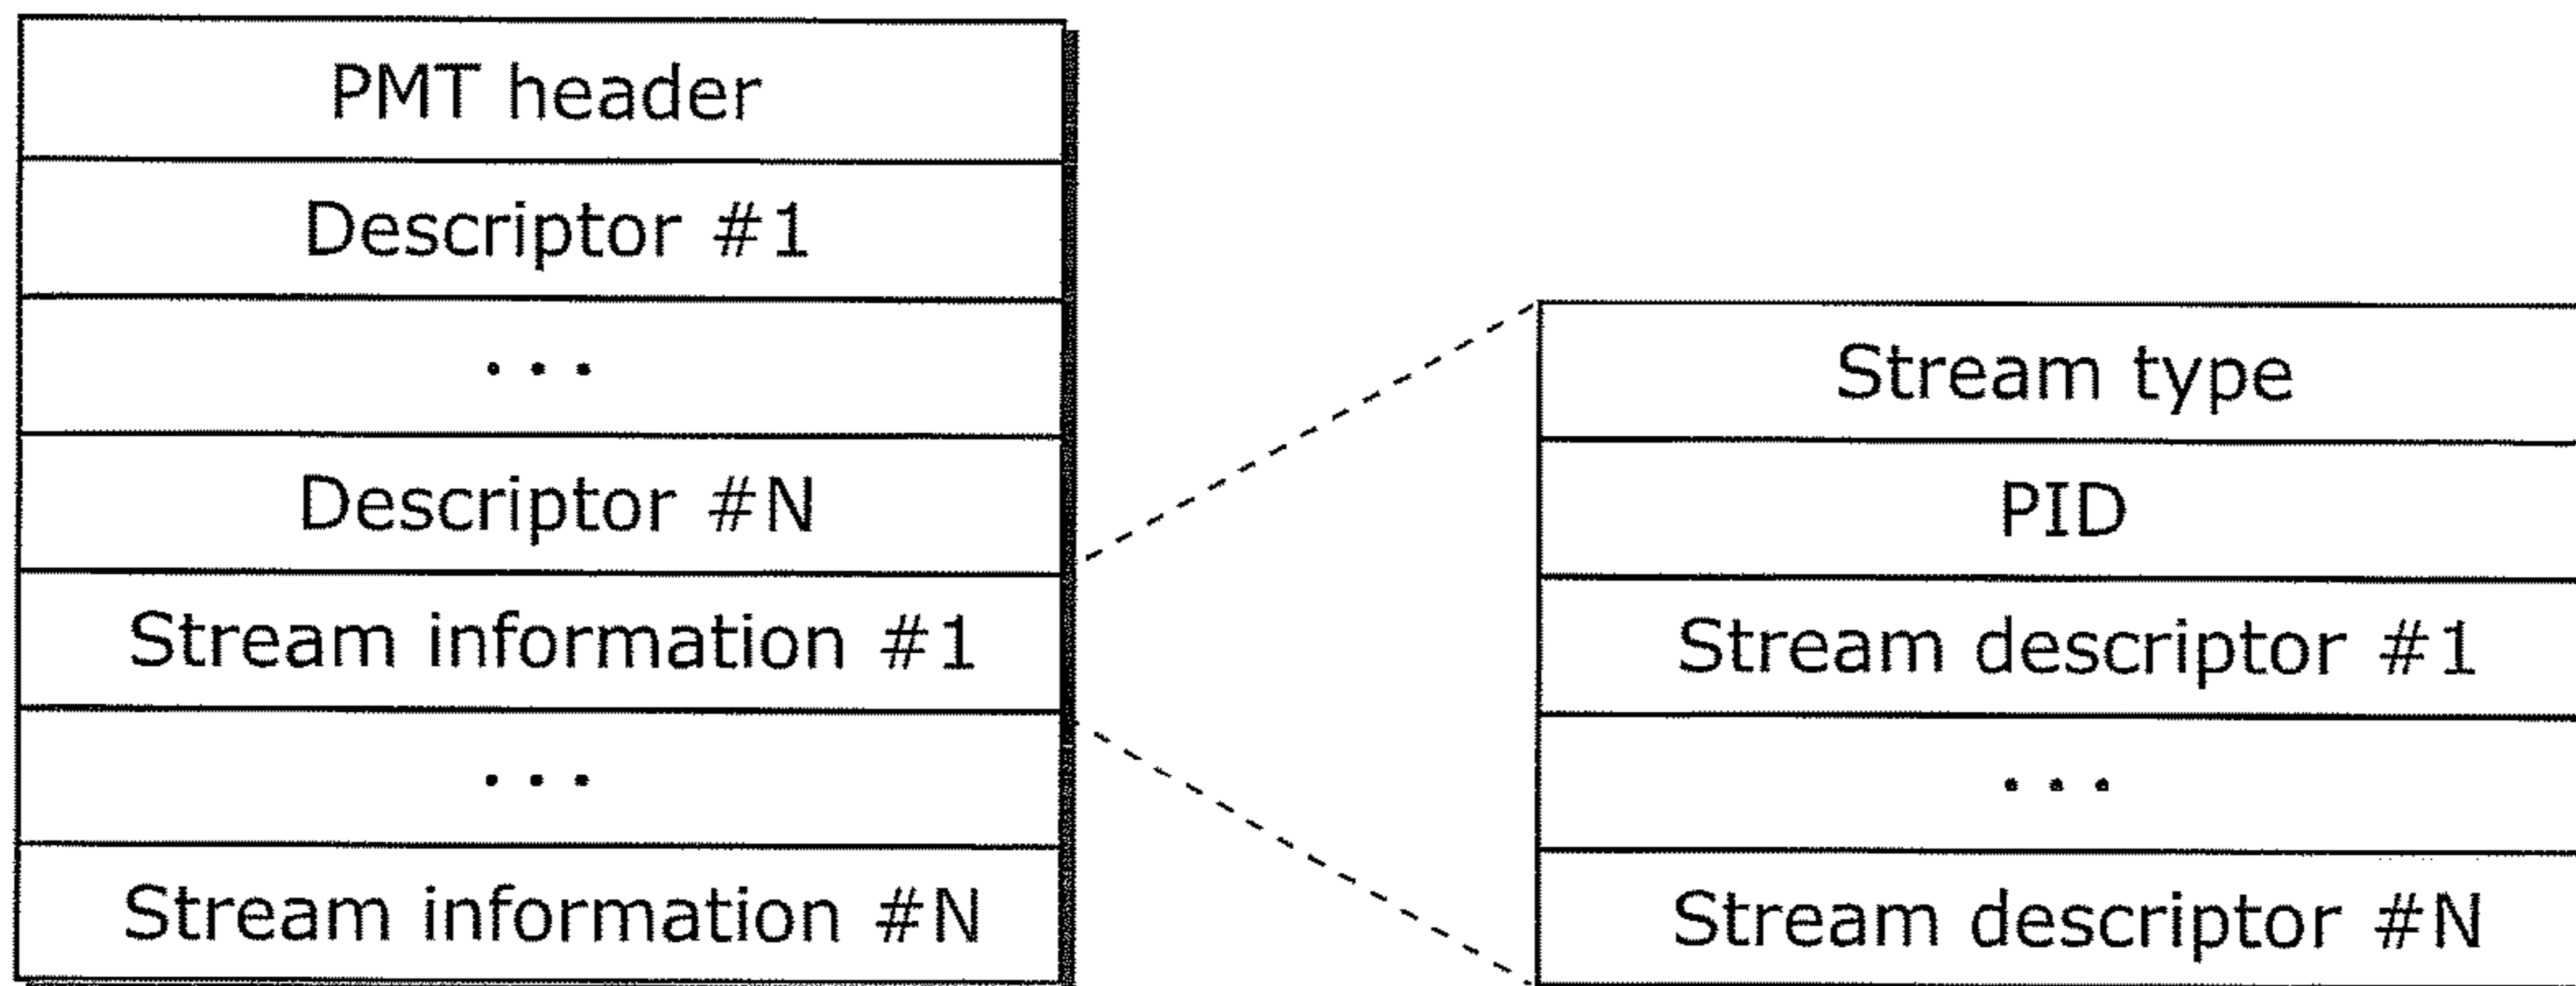 PMT header
Descriptor #1
...
Descriptor #N
Stream information #1
...
Stream information #N
Stream type
PID
Stream descriptor #1
...
Stream descriptor #N